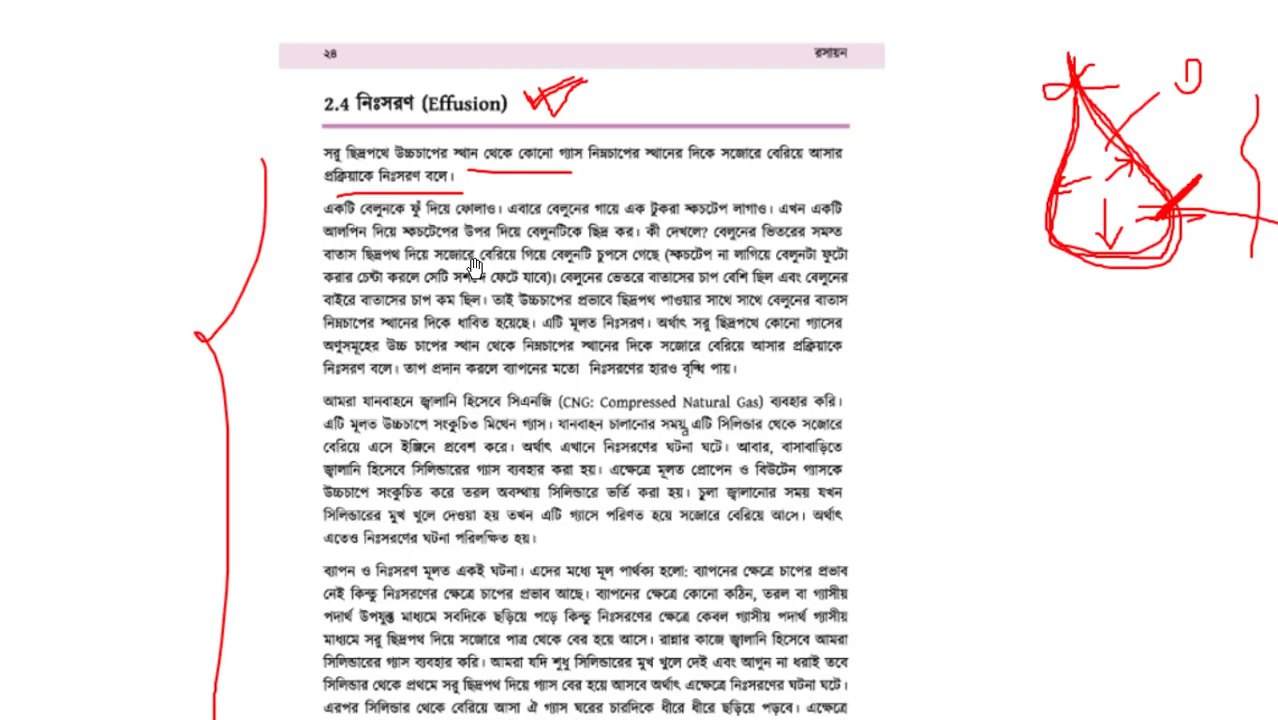 ২৪ রসায়ন
2.4 নিঃসরণ (Effusion)
সরু ছিদ্রপথে উচ্চচাপের স্থান থেকে কোনো গ্যাস নিম্নচাপের স্থানের দিকে সজোরে বেরিয়ে আসার
প্রক্রিয়াকে নিঃসরণ বলে।
একটি বেলুনকে ফুঁ দিয়ে ফোলাও। এবারে বেলুনের গায়ে এক টুকরা স্কচটেপ লাগাও। এখন একটি
আলপিন দিয়ে স্কচটেপের উপর দিয়ে বেলুনটিকে ছিদ্র কর। কী দেখলে? বেলুনের ভিতরের সমস্ত
বাতাস ছিদ্রপথ দিয়ে সজোরে বেরিয়ে গিয়ে বেলুনটি চুপসে গেছে (স্কচটেপ না লাগিয়ে বেলুনটা ফুটো
করার চেষ্টা করলে সেটি ফেটে যাবে)। বেলুনের ভেতরে বাতাসের চাপ বেশি ছিল এবং বেলুনের
বাইরে বাতাসের চাপ কম ছিল। তাই উচ্চচাপের প্রভাবে ছিদ্রপথ পাওয়ার সাথে সাথে বেলুনের বাতাস
নিম্নচাপের স্থানের দিকে ধাবিত হয়েছে। এটি মূলত নিঃসরণ। অর্থাৎ সরু ছিদ্রপথে কোনো গ্যাসের
অণুসমূহের উচ্চ চাপের স্থান থেকে নিম্নচাপের স্থানের দিকে সজোরে বেরিয়ে আসার প্রক্রিয়াকে
নিঃসরণ বলে। তাপ প্রদান করলে ব্যাপনের মতো নিঃসরণের হারও বৃদ্ধি পায়।
আমরা যানবাহনে জ্বালানি হিসেবে সিএনজি (CNG: Compressed Natural Gas) ব্যবহার করি।
এটি মূলত উচ্চচাপে সংকুচিত মিথেন গ্যাস। যানবাহন চালানোর সময় এটি সিলিন্ডার থেকে সজোরে
বেরিয়ে এসে ইঞ্জিনে প্রবেশ করে। অর্থাৎ এখানে নিঃসরণের ঘটনা ঘটে। আবার, বাসাবাড়িতে
জ্বালানি হিসেবে সিলিন্ডারের গ্যাস ব্যবহার করা হয়। এক্ষেত্রে মূলত প্রোপেন ও বিউটেন গ্যাসকে
উচ্চচাপে সংকুচিত করে তরল অবস্থায় সিলিন্ডারে ভর্তি করা হয়। চুলা জ্বালানোর সময় যখন
সিলিন্ডারের মুখ খুলে দেওয়া হয় তখন এটি গ্যাসে পরিণত হয়ে সজোরে বেরিয়ে আসে। অর্থাৎ
এতেও নিঃসরণের ঘটনা পরিলক্ষিত হয়।
ব্যাপন ও নিঃসরণ মূলত একই ঘটনা। এদের মধ্যে মূল পার্থক্য হলো: ব্যাপনের ক্ষেত্রে চাপের প্রভাব
নেই কিন্তু নিঃসরণের ক্ষেত্রে চাপের প্রভাব আছে। ব্যাপনের ক্ষেত্রে কোনো কঠিন, তরল বা গ্যাসীয়
পদার্থ উপযুক্ত মাধ্যমে সবদিকে ছড়িয়ে পড়ে কিন্তু নিঃসরণের ক্ষেত্রে কেবল গ্যাসীয় পদার্থ গ্যাসীয়
মাধ্যমে সরু ছিদ্রপথ দিয়ে সজোরে পাত্র থেকে বের হয়ে আসে। রান্নার কাজে জ্বালানি হিসেবে আমরা
সিলিন্ডারের গ্যাস ব্যবহার করি। আমরা যদি শুধু সিলিন্ডারের মুখ খুলে দেই এবং আগুন না ধরাই তবে
সিলিন্ডার থেকে প্রথমে সরু ছিদ্রপথ দিয়ে গ্যাস বের হয়ে আসবে অর্থাৎ এক্ষেত্রে নিঃসরণের ঘটনা ঘটে।
এরপর সিলিন্ডার থেকে বেরিয়ে আসা ঐ গ্যাস ঘরের চারদিকে ধীরে ধীরে ছড়িয়ে পড়বে। এক্ষেত্রে